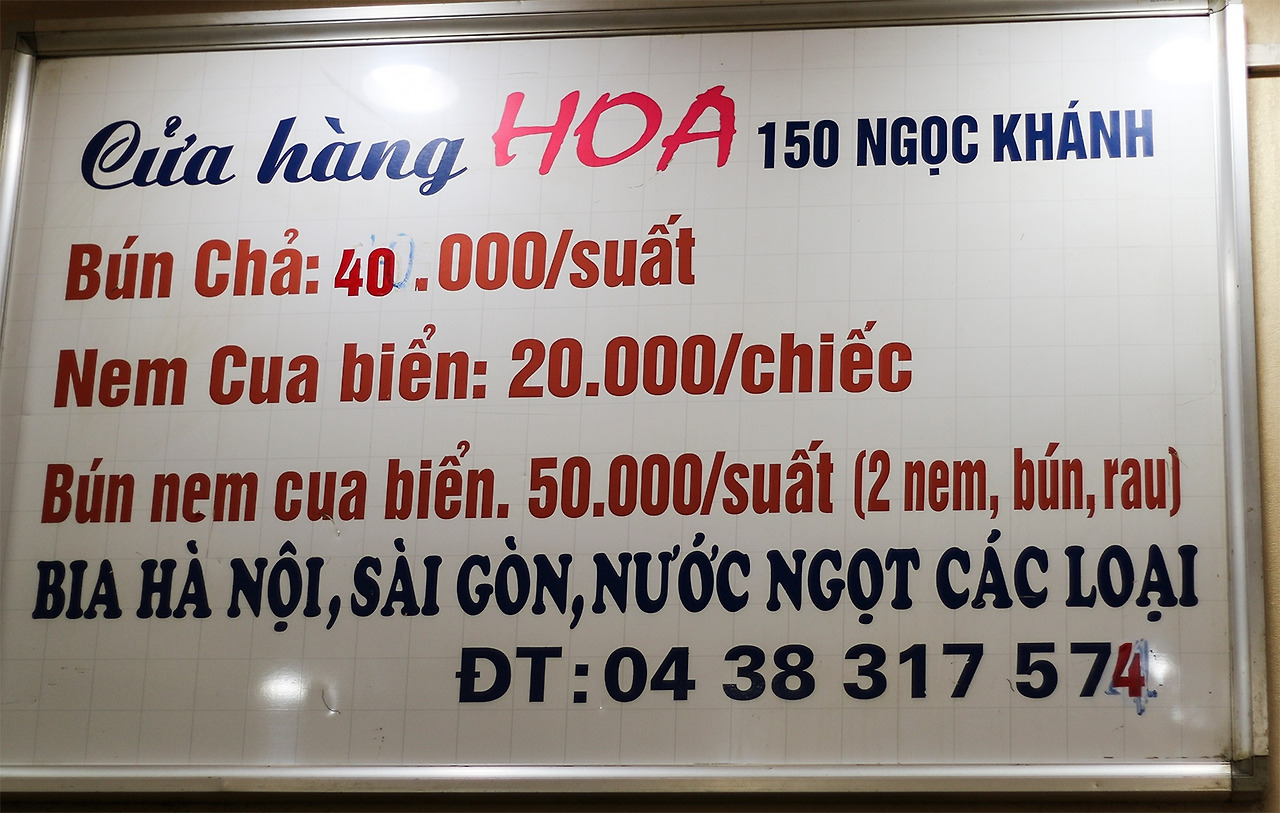 Cửa hàng HOA 150 NGỌC KHÁNH
Bún Chả: 40.000/suất
Nem Cua biển: 20.000/chiếc
Bún nem cua biển. 50.000/suất (2 nem, bún, rau)
BIA HÀ NỘI, SÀI GÒN, NƯỚC NGỌT CÁC LOẠI
ĐT: 04 38 317 574